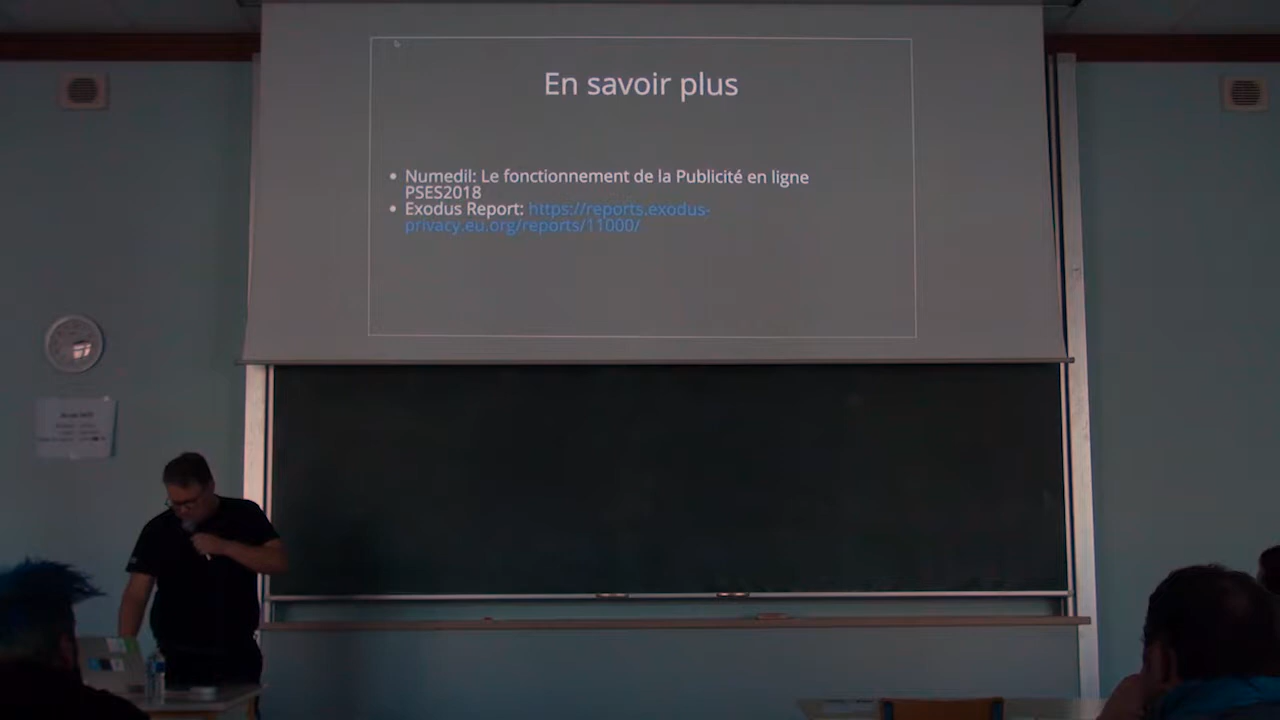 En savoir plus
Numedil: Le fonctionnement de la Publicité en ligne
PSES2018
Exodus Report: https://reports.exodus-
privacy.eu.org/reports/11000/